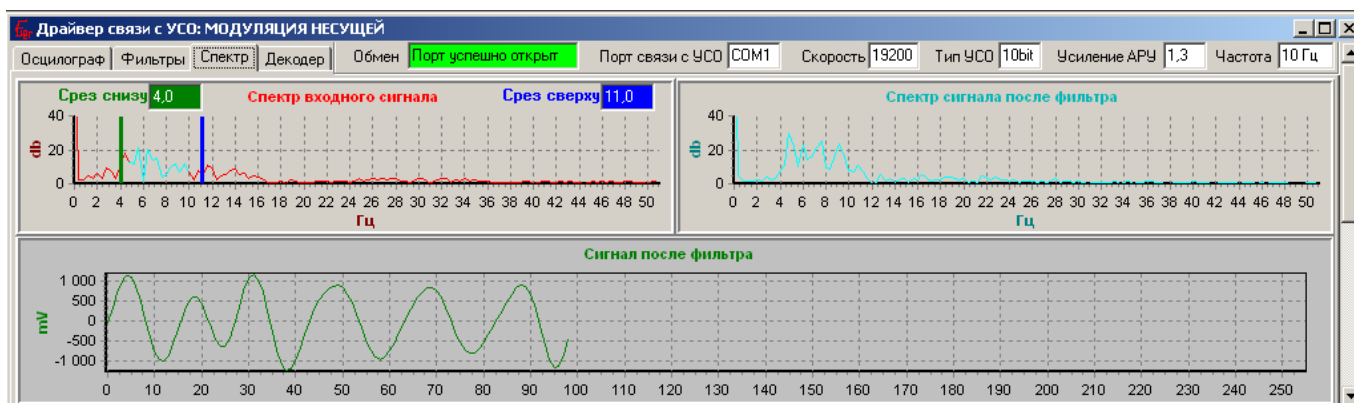 Драйвер связи с УСО: МОДУЛЯЦИЯ НЕСУЩЕЙ
Осцилограф Фильтры Спектр Декодер Обмен Порт успешно открыт Порт связи с УСО COM1 Скорость 19200 Тип УСО 10bit Усиление АРУ 1,3 Частота 10 Гц
Срез снизу 4,0 Спектр входного сигнала Срез сверху 11,0
40
db 20
0
0 2 4 6 8 10 12 14 16 18 20 22 24 26 28 30 32 34 36 38 40 42 44 46 48 50
Гц
Спектр сигнала после фильтра
40
db 20
0
0 2 4 6 8 10 12 14 16 18 20 22 24 26 28 30 32 34 36 38 40 42 44 46 48 50
Гц
Сигнал после фильтра
1 000
500
mV 0
-500
-1 000
0 10 20 30 40 50 60 70 80 90 100 110 120 130 140 150 160 170 180 190 200 210 220 230 240 250